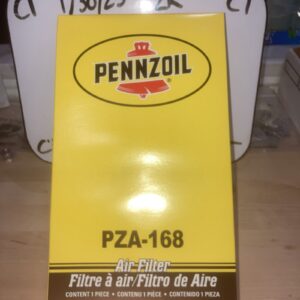 PENNZOIL
PZA-168
Air Filter
Filtre à air/Filtro de Aire
CONTENT 1 PIECE • CONTENU 1 PIÈCE • CONTENIDO 1 PIEZA